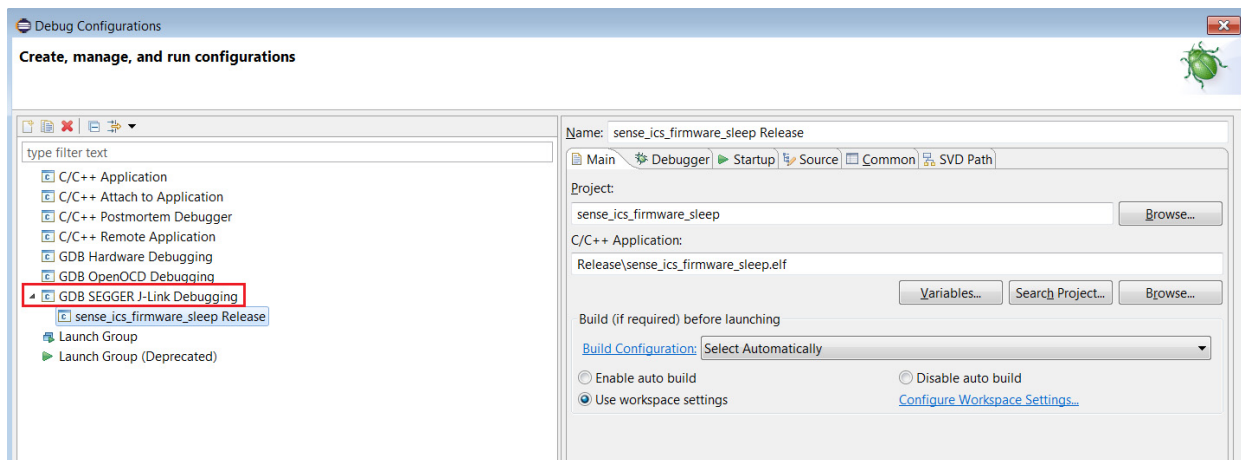 Debug Configurations
Create, manage, and run configurations
type filter text
C/C++ Application
C/C++ Attach to Application
C/C++ Postmortem Debugger
C/C++ Remote Application
GDB Hardware Debugging
GDB OpenOCD Debugging
GDB SEGGER J-Link Debugging
sense_ics_firmware_sleep Release
Launch Group
Launch Group (Deprecated)
Name: sense_ics_firmware_sleep Release
Main Debugger Startup Source Common SVD Path
Project:
sense_ics_firmware_sleep Browse...
C/C++ Application:
Release\sense_ics_firmware_sleep.elf
Variables... Search Project... Browse...
Build (if required) before launching
Build Configuration: Select Automatically
Enable auto build Disable auto build
Use workspace settings Configure Workspace Settings...